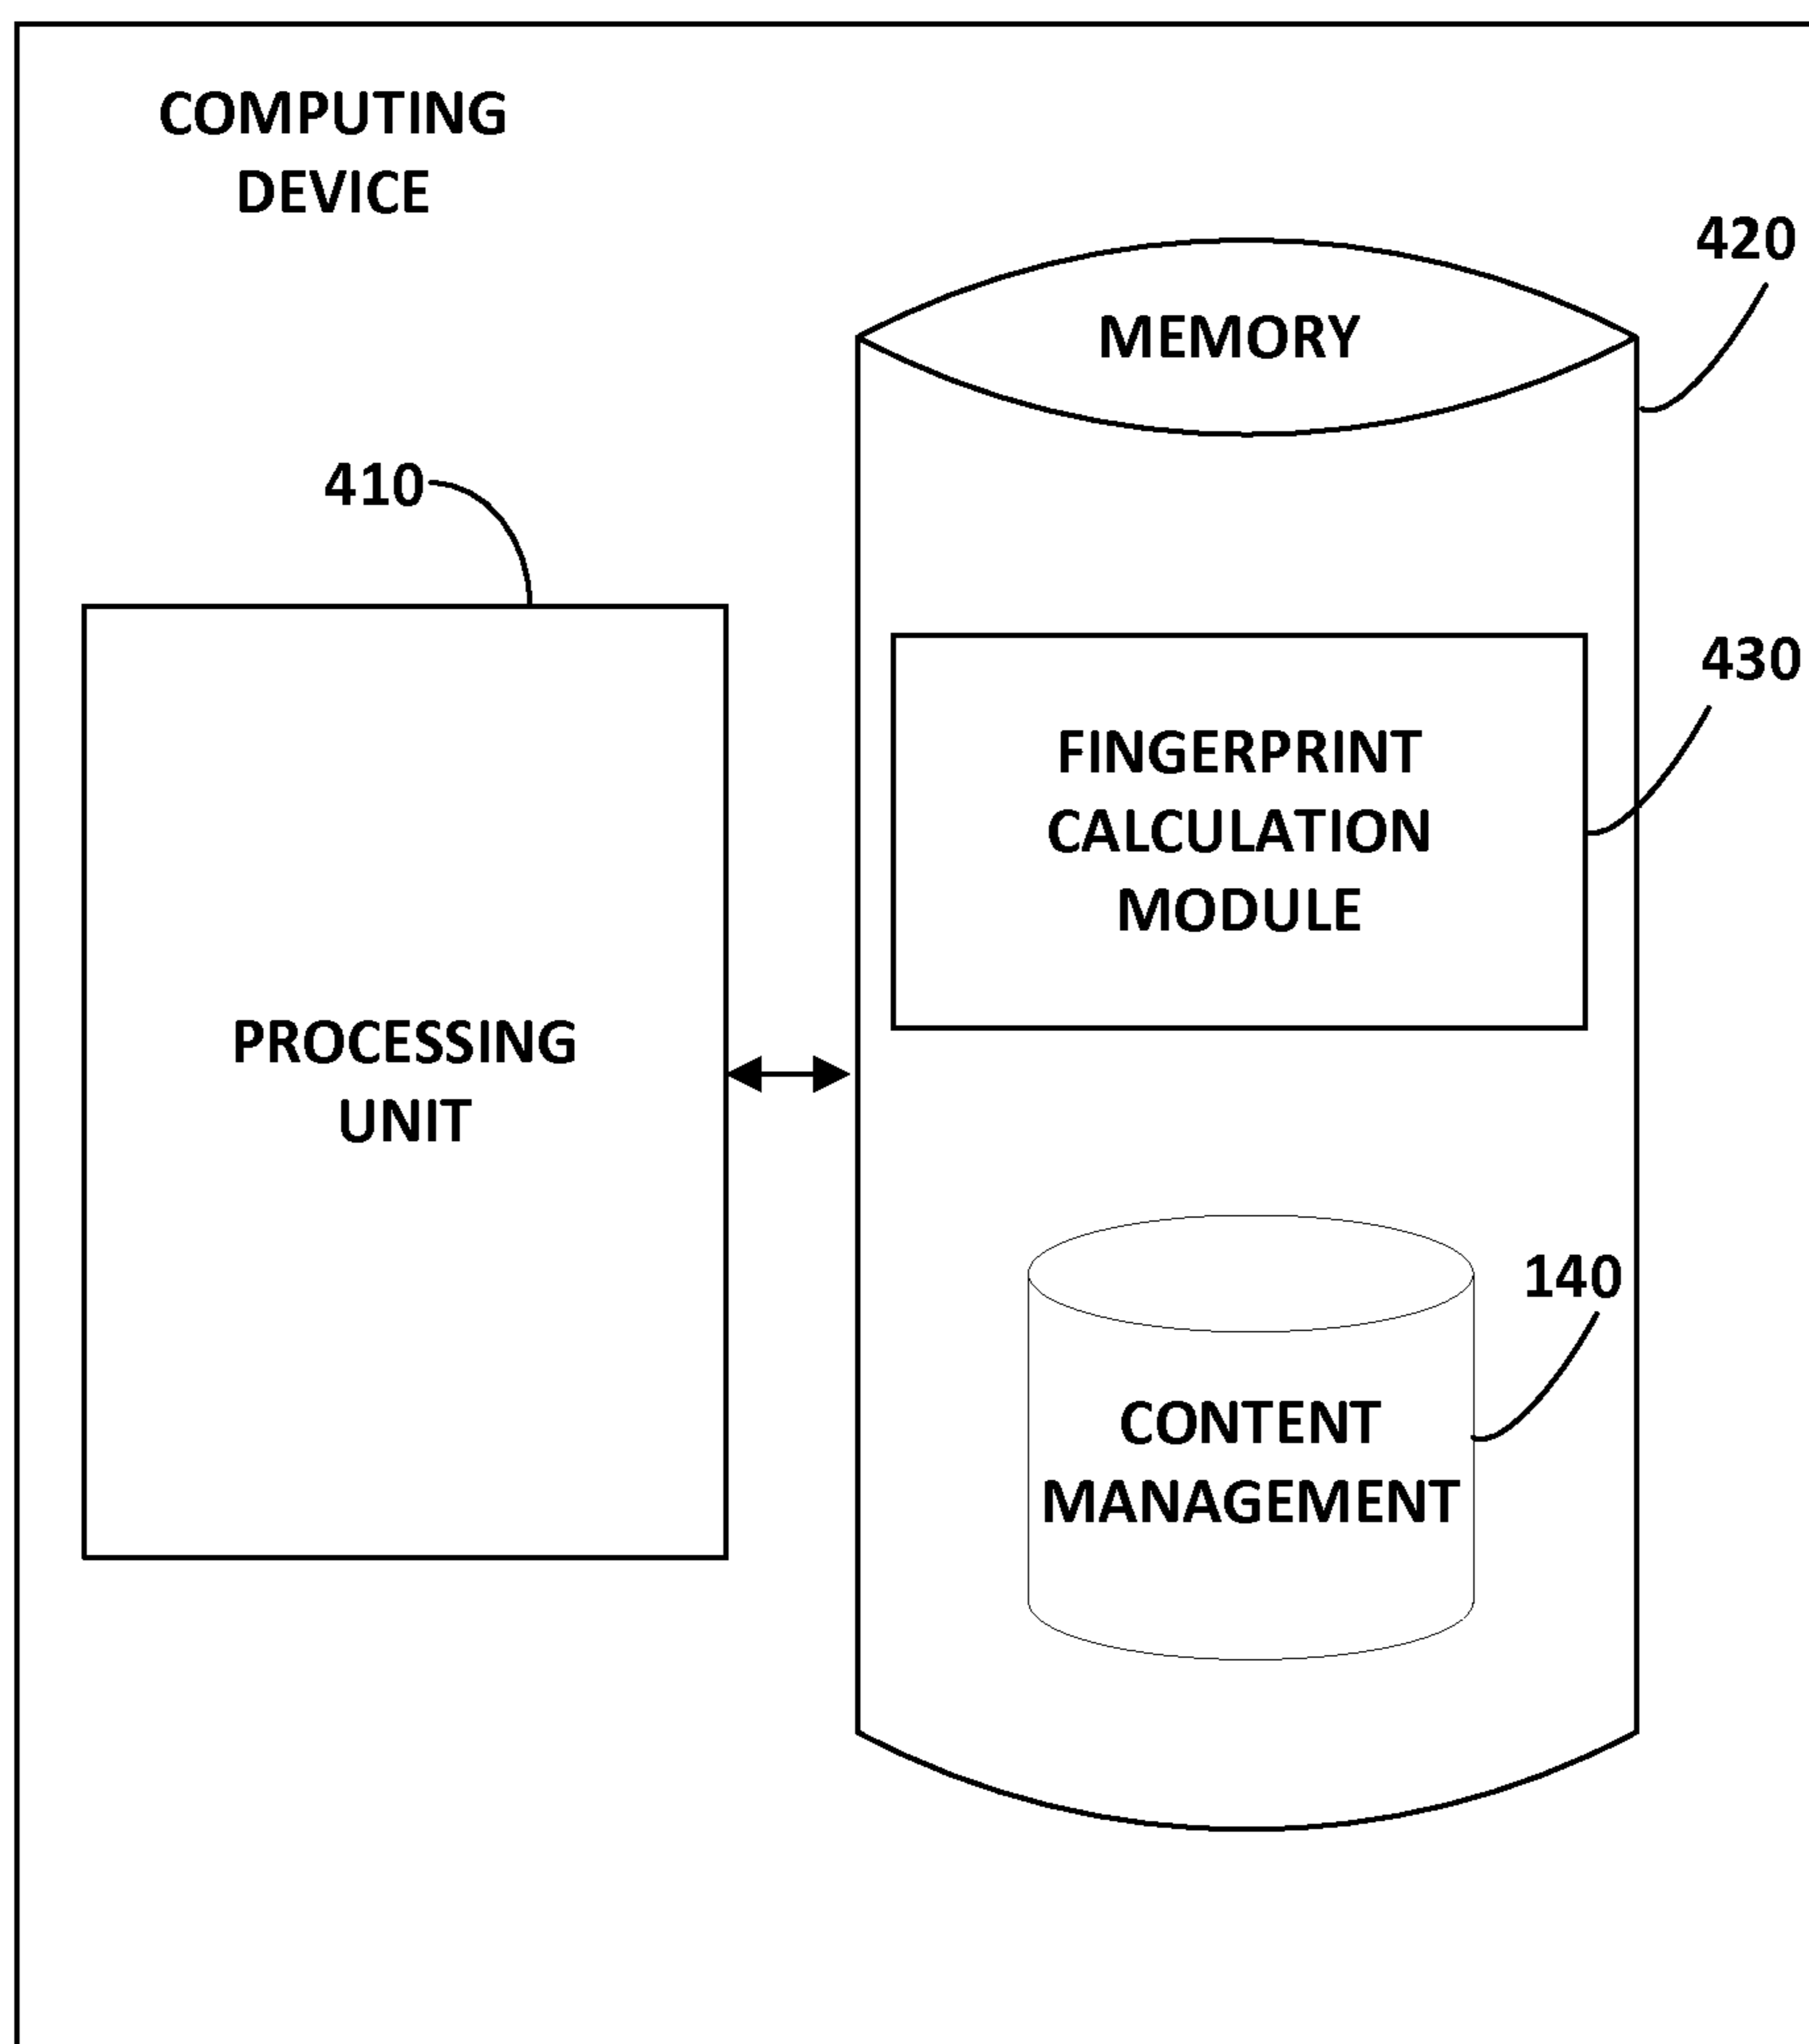 COMPUTING
DEVICE
420
MEMORY
410
430
FINGERPRINT
CALCULATION
MODULE
PROCESSING
UNIT
140
CONTENT
MANAGEMENT